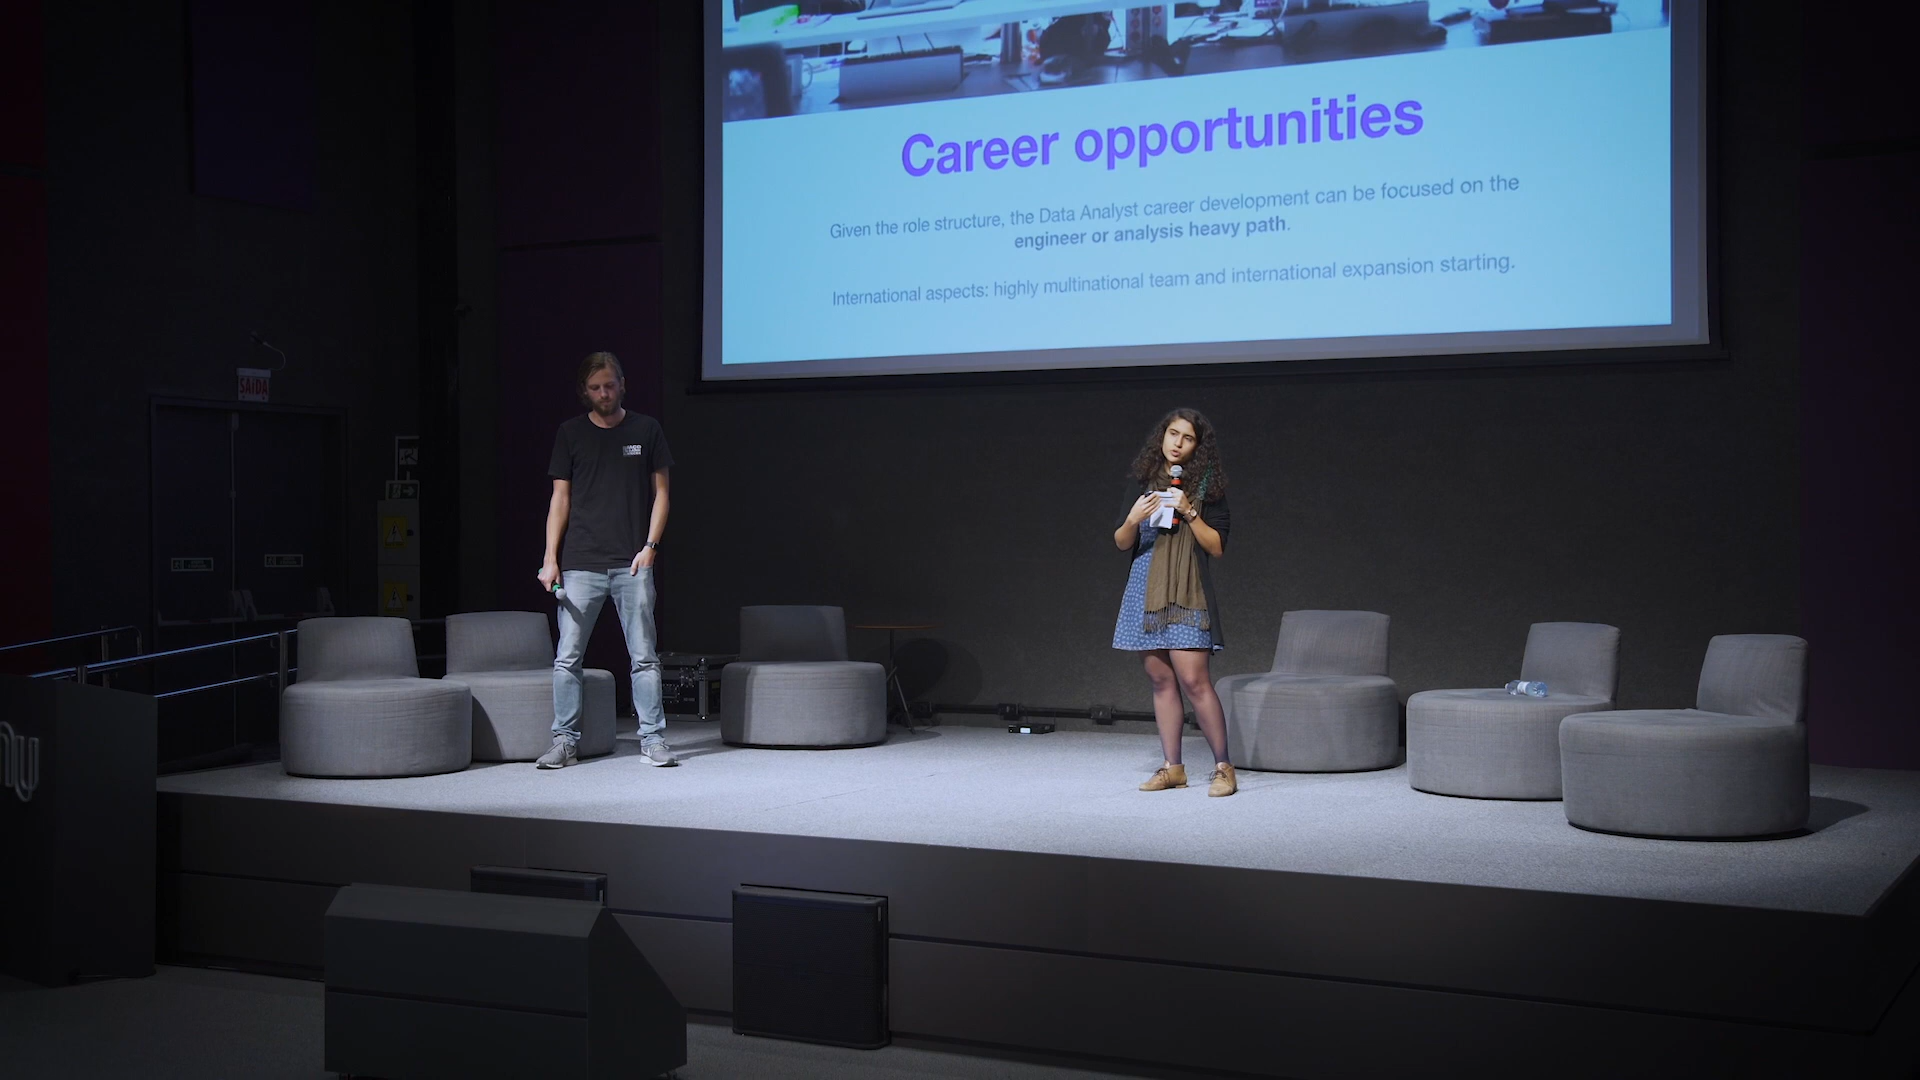 Career opportunities
Given the role structure, the Data Analyst career development can be focused on the
engineer or analysis heavy path.
International aspects: highly multinational team and international expansion starting.
SAÍDA
nu